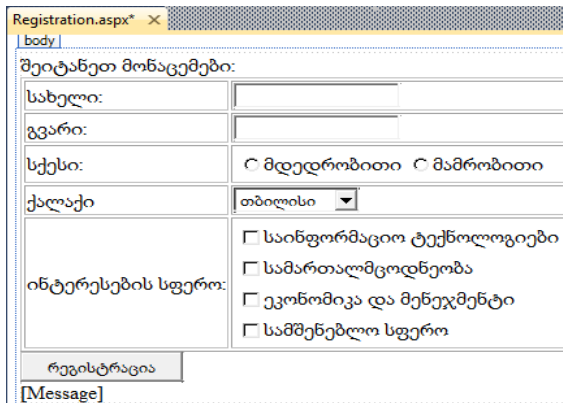 Registration.aspx*
body
შეიტანეთ მონაცემები:
სახელი:
გვარი:
სქესი: მდედრობითი მამრობითი
ქალაქი თბილისი
საინფორმაციო ტექნოლოგიები
სამართალმცოდნეობა
ინტერესების სფერო:
ეკონომიკა და მენეჯმენტი
სამშენებლო სფერო
რეგისტრაცია
[Message]